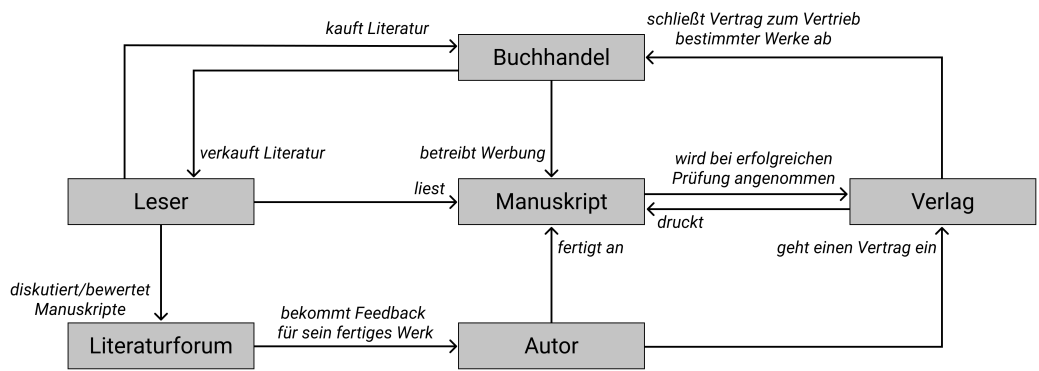 kauft Literatur
schließt Vertrag zum Vertrieb
bestimmter Werke ab
Buchhandel
verkauft Literatur
betreibt Werbung
wird bei erfolgreichen
Prüfung angenommen
liest
Leser
Manuskript
Verlag
druckt
fertigt an
geht einen Vertrag ein
diskutiert/bewertet
Manuskripte
bekommt Feedback
für sein fertiges Werk
Literaturforum
Autor